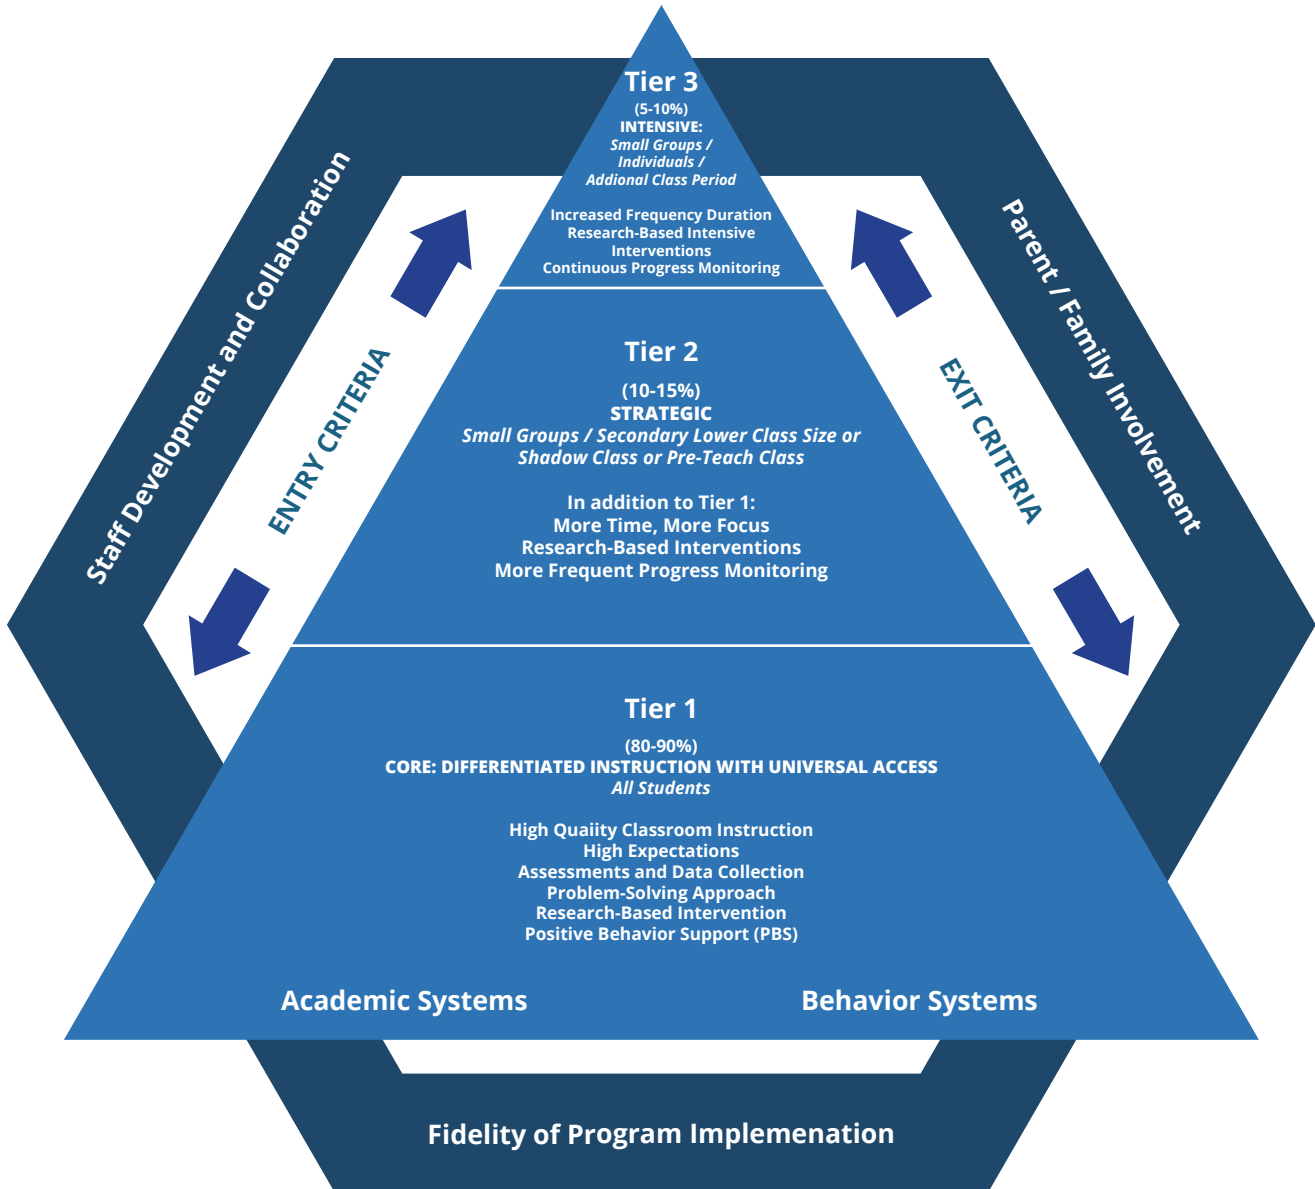 Tier 3
(5-10%)
INTENSIVE:
Small Groups /
Individuals /
Addional Class Period
Increased Frequency Duration
Research-Based Intensive
Interventions
Continuous Progress Monitoring
Staff Development and Collaboration
ENTRY CRITERIA
Parent / Family Involvement
EXIT CRITERIA
Tier 2
(10-15%)
STRATEGIC
Small Groups / Secondary Lower Class Size or
Shadow Class or Pre-Teach Class
In addition to Tier 1:
More Time, More Focus
Research-Based Interventions
More Frequent Progress Monitoring
Tier 1
(80-90%)
CORE: DIFFERENTIATED INSTRUCTION WITH UNIVERSAL ACCESS
All Students
High Quaiity Classroom Instruction
High Expectations
Assessments and Data Collection
Problem-Solving Approach
Research-Based Intervention
Positive Behavior Support (PBS)
Academic Systems
Behavior Systems
Fidelity of Program Implemenation